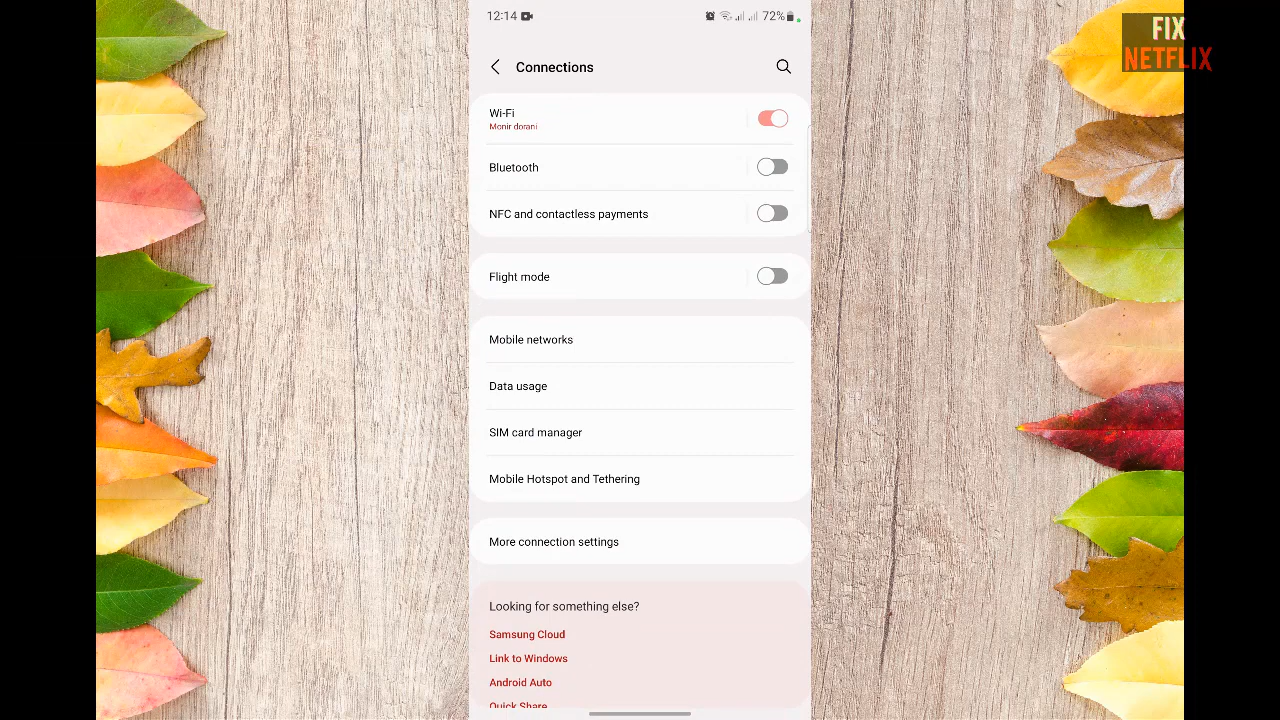 12:14
72%
FIX
NETFLIX
Connections
Wi-Fi
Monir dorani
Bluetooth
NFC and contactless payments
Flight mode
Mobile networks
Data usage
SIM card manager
Mobile Hotspot and Tethering
More connection settings
Looking for something else?
Samsung Cloud
Link to Windows
Android Auto
Quick Share